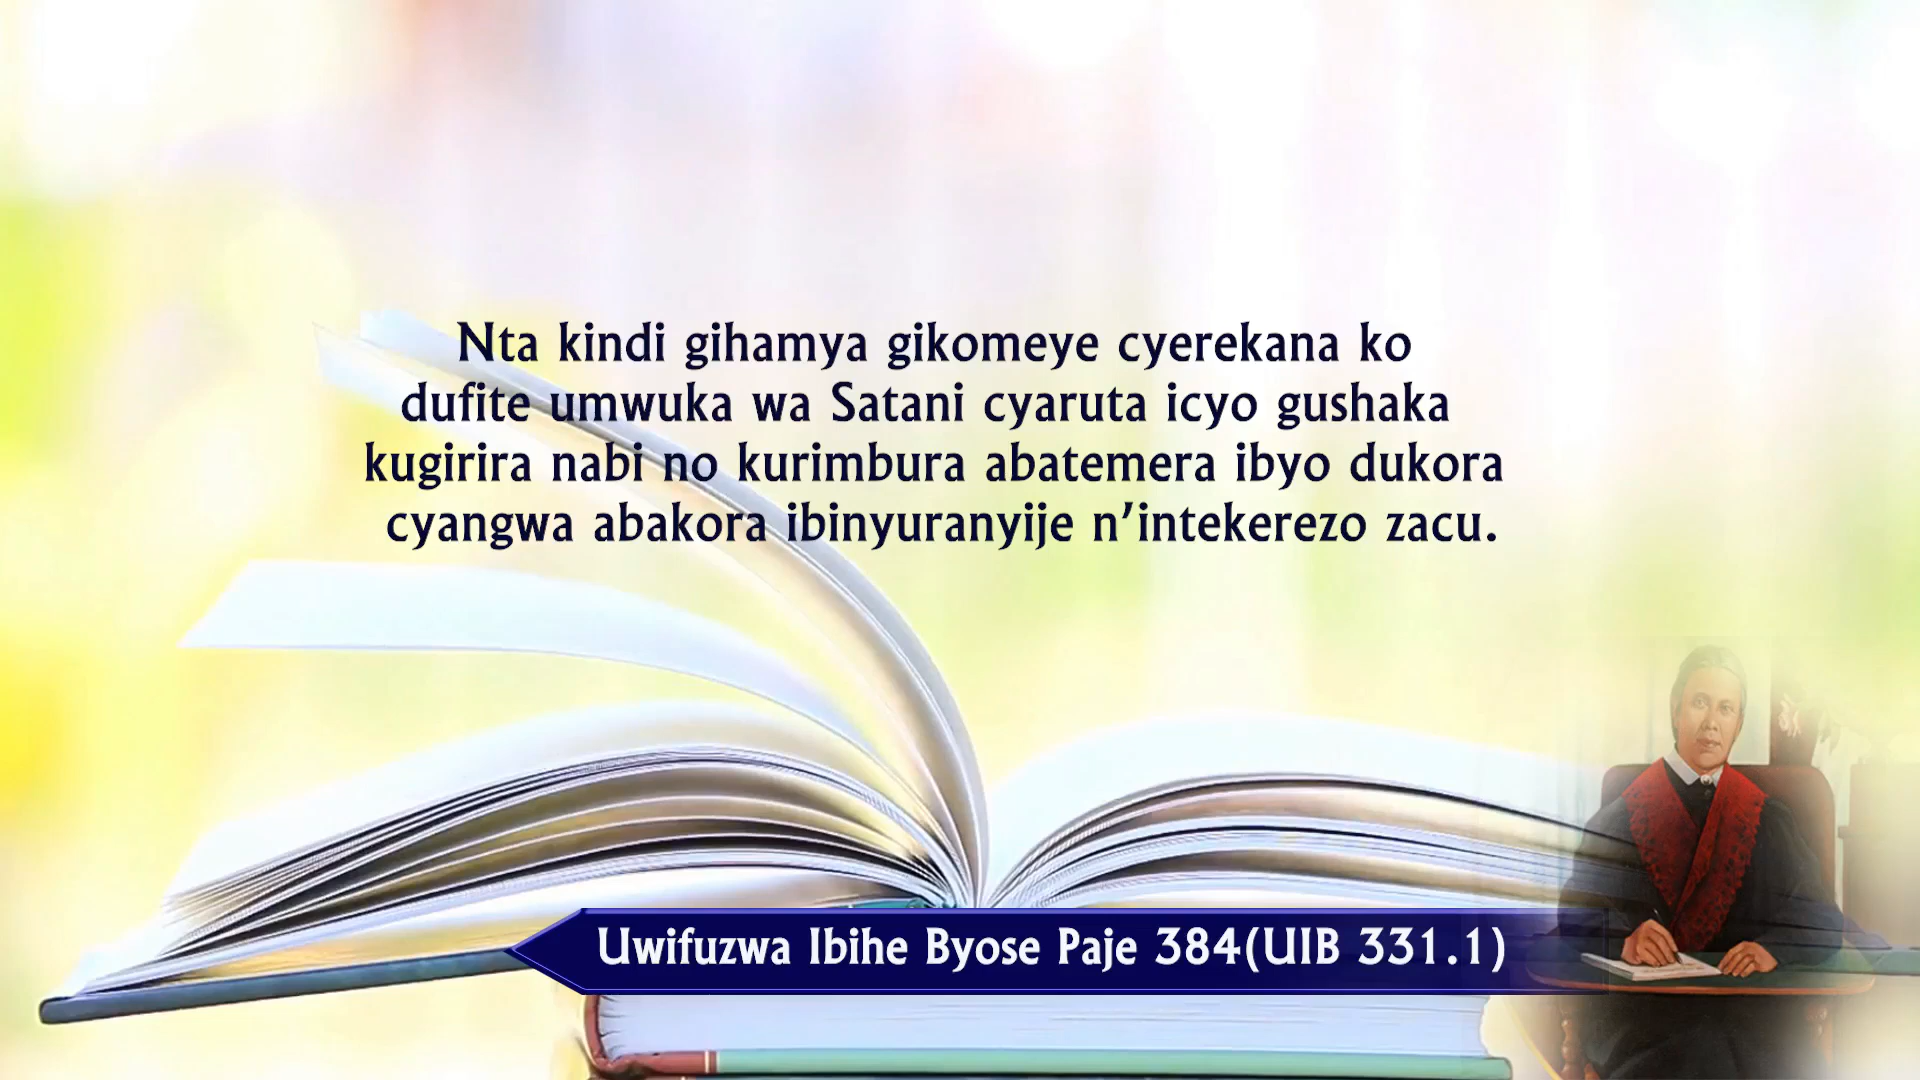 Nta kindi gihamya gikomeye cyerekana ko
dufite umwuka wa Satani cyaruta icyo gushaka
kugirira nabi no kurimbura abatemera ibyo dukora
cyangwa abakora ibinyuranyije n’intekerezo zacu.
Uwifuzwa Ibihe Byose Paje 384(UIB 331.1)